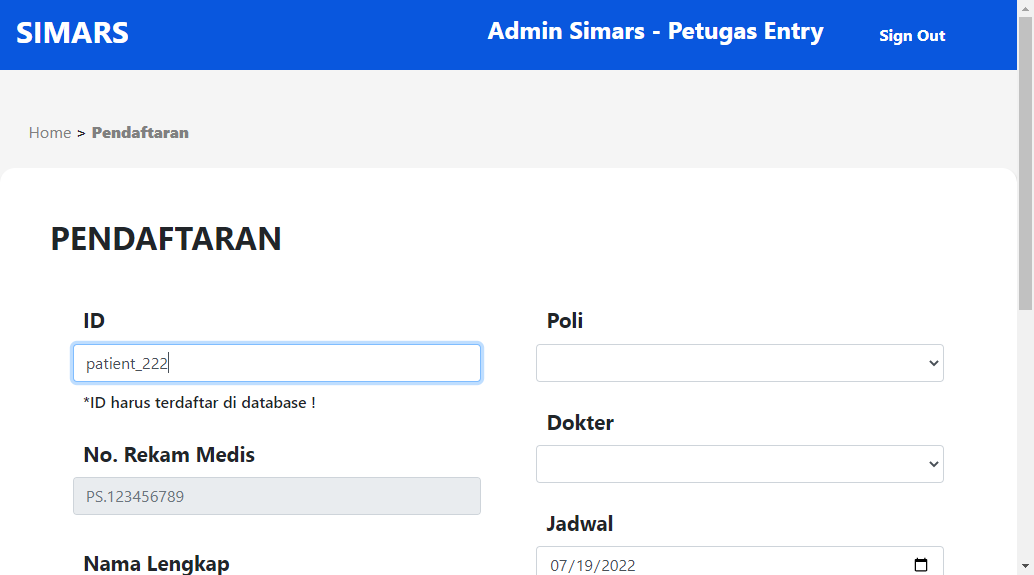 SIMARS
Admin Simars - Petugas Entry
Sign Out
Home > Pendaftaran
PENDAFTARAN
ID
patient_222
*ID harus terdaftar di database !
No. Rekam Medis
PS.123456789
Nama Lengkap
Poli
Dokter
Jadwal
07/19/2022